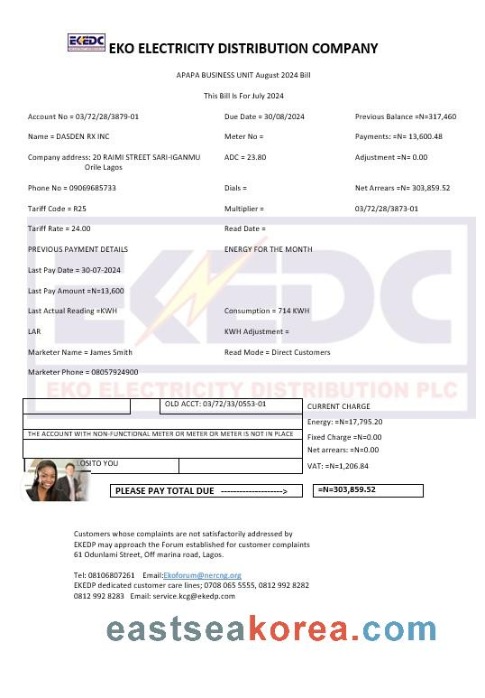 EKEDC EKO ELECTRICITY DISTRIBUTION COMPANY
APAPA BUSINESS UNIT August 2024 Bill
This Bill Is For July 2024
Account No = 03/72/28/3879-01 Due Date = 30/08/2024 Previous Balance =N=317,460
Name = DASDEN RX INC Meter No = Payments: =N= 13,600.48
Company address: 20 RAIMI STREET SARI-IGANMU ADC = 23.80 Adjustment =N= 0.00
Orile Lagos
Phone No = 09069685733 Dials = Net Arrears =N= 303,859.52
Tariff Code = R25 Multiplier = 03/72/28/3873-01
Tariff Rate = 24.00 Read Date =
PREVIOUS PAYMENT DETAILS ENERGY FOR THE MONTH
Last Pay Date = 30-07-2024
Last Pay Amount =N=13,600
Last Actual Reading =KWH Consumption = 714 KWH
LAR KWH Adjustment =
Marketer Name = James Smith Read Mode = Direct Customers
Marketer Phone = 08057924900
EKEDC
EKO ELECTRICITY DISTRIBUTION PLC
OLD ACCT: 03/72/33/0553-01 CURRENT CHARGE
Energy: =N=17,795.20
THE ACCOUNT WITH NON-FUNCTIONAL METER OR METER OR METER IS NOT IN PLACE Fixed Charge =N=0.00
Net arrears: =N=0.00
OSITO YOU VAT: =N=1,206.84
PLEASE PAY TOTAL DUE ---------------------> =N=303,859.52
Customers whose complaints are not satisfactorily addressed by
EKEDP may approach the Forum established for customer complaints
61 Odunlami Street, Off marina road, Lagos.
Tel: 08106807261 Email:Ekoforum@nercng.org
EKEDP dedicated customer care lines; 0708 065 5555, 0812 992 8282
0812 992 8283 Email: service.kcg@ekedp.com
eastseakorea.com